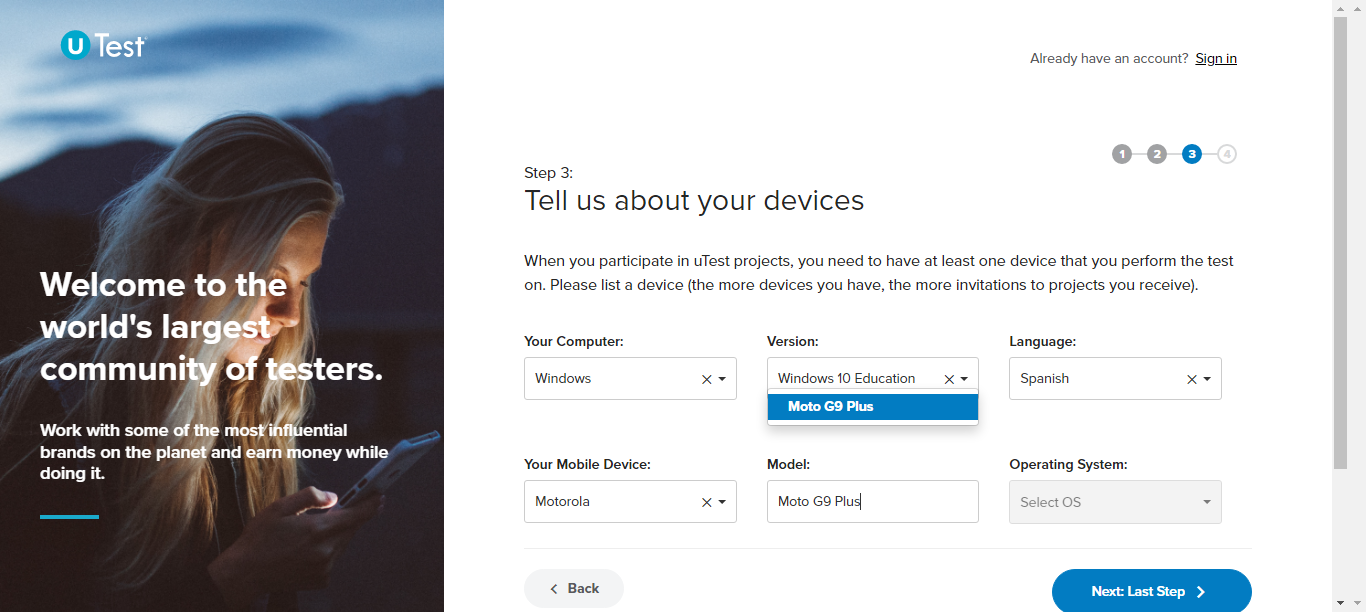 uTest
Welcome to the
world's largest
community of testers.
Work with some of the most influential
brands on the planet and earn money while
doing it.
Already have an account? Sign in
1 2 3 4
Step 3:
Tell us about your devices
When you participate in uTest projects, you need to have at least one device that you perform the test
on. Please list a device (the more devices you have, the more invitations to projects you receive).
Your Computer: Version: Language:
Windows Windows 10 Education Spanish
Moto G9 Plus
Your Mobile Device: Model: Operating System:
Motorola Moto G9 Plus Select OS
Back Next: Last Step